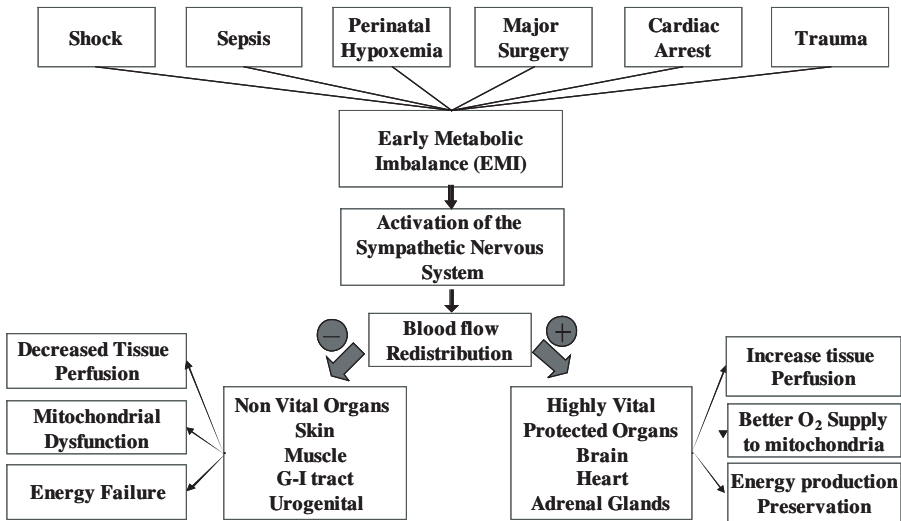 Shock
Sepsis
Perinatal
Hypoxemia
Major
Surgery
Cardiac
Arrest
Trauma
Early Metabolic
Imbalance (EMI)
Activation of the
Sympathetic Nervous
System
Blood flow
Redistribution
−
+
Decreased Tissue
Perfusion
Mitochondrial
Dysfunction
Energy Failure
Non Vital Organs
Skin
Muscle
G-I tract
Urogenital
Highly Vital
Protected Organs
Brain
Heart
Adrenal Glands
Increase tissue
Perfusion
Better O₂ Supply
to mitochondria
Energy production
Preservation